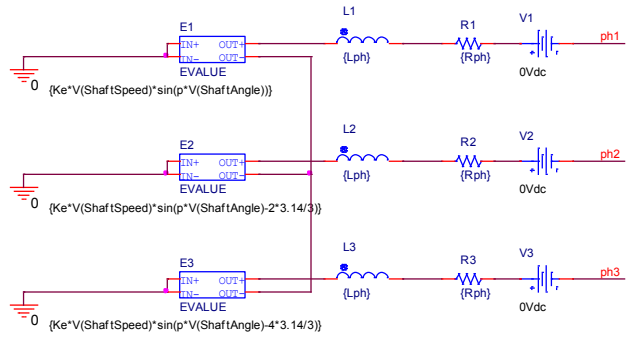 E1 L1 R1 V1
IN+ OUT+ ph1
IN- OUT-
EVALUE {Lph} {Rph} 0Vdc
0 {Ke*V(ShaftSpeed)*sin(p*V(ShaftAngle))}
E2 L2 R2 V2
IN+ OUT+ ph2
IN- OUT-
EVALUE {Lph} {Rph} 0Vdc
0 {Ke*V(ShaftSpeed)*sin(p*V(ShaftAngle)-2*3.14/3)}
E3 L3 R3 V3
IN+ OUT+ ph3
IN- OUT-
EVALUE {Lph} {Rph} 0Vdc
0 {Ke*V(ShaftSpeed)*sin(p*V(ShaftAngle)-4*3.14/3)}